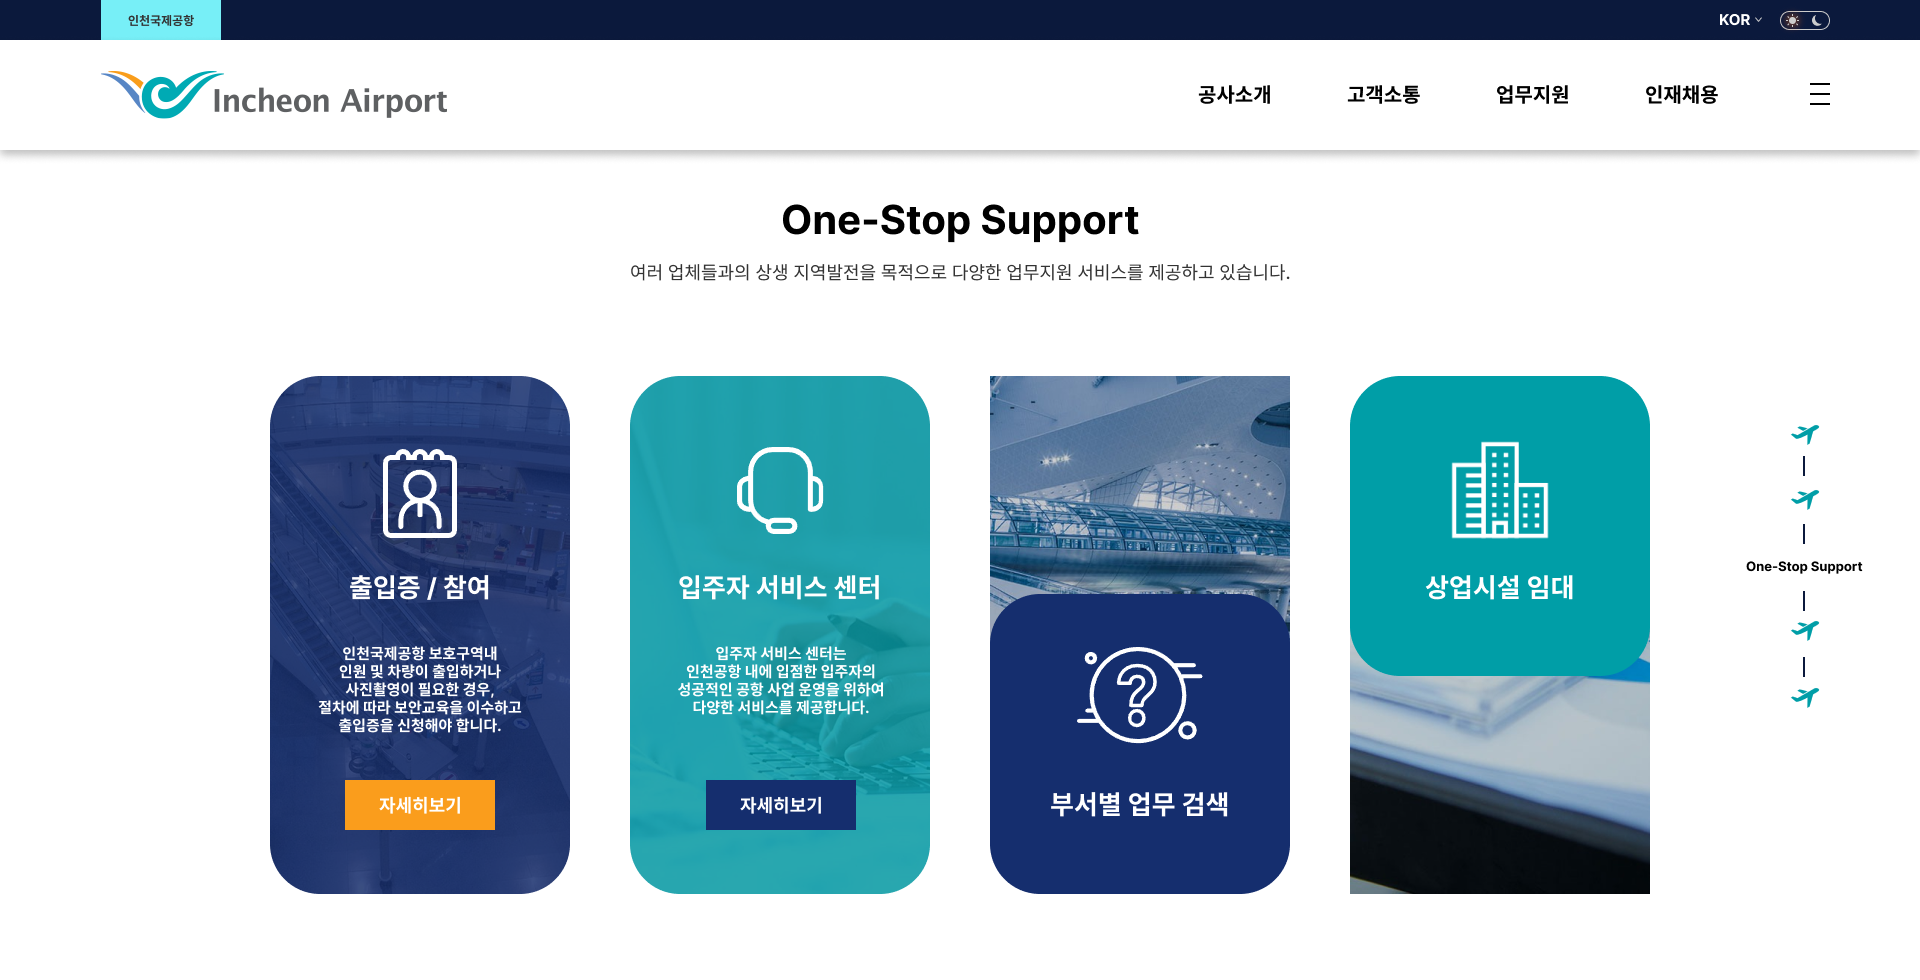 인천국제공항
KOR
Incheon Airport
공사소개
고객소통
업무지원
인재채용
One-Stop Support
여러 업체들과의 상생 지역발전을 목적으로 다양한 업무지원 서비스를 제공하고 있습니다.
출입증 / 참여
인천국제공항 보호구역내
인원 및 차량이 출입하거나
사진촬영이 필요한 경우,
절차에 따라 보안교육을 이수하고
출입증을 신청해야 합니다.
자세히보기
입주자 서비스 센터
입주자 서비스 센터는
인천공항 내에 입점한 입주자의
성공적인 공항 사업 운영을 위하여
다양한 서비스를 제공합니다.
자세히보기
부서별 업무 검색
상업시설 임대
One-Stop Support